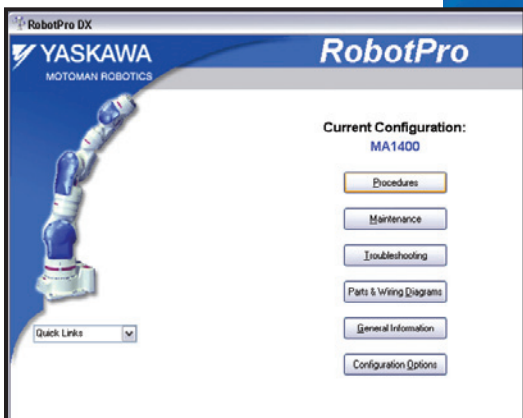 RobotPro DX
YASKAWA
MOTOMAN ROBOTICS
RobotPro
Current Configuration:
MA1400
Procedures
Maintenance
Troubleshooting
Parts & Wiring Diagrams
General Information
Configuration Options
Quick Links